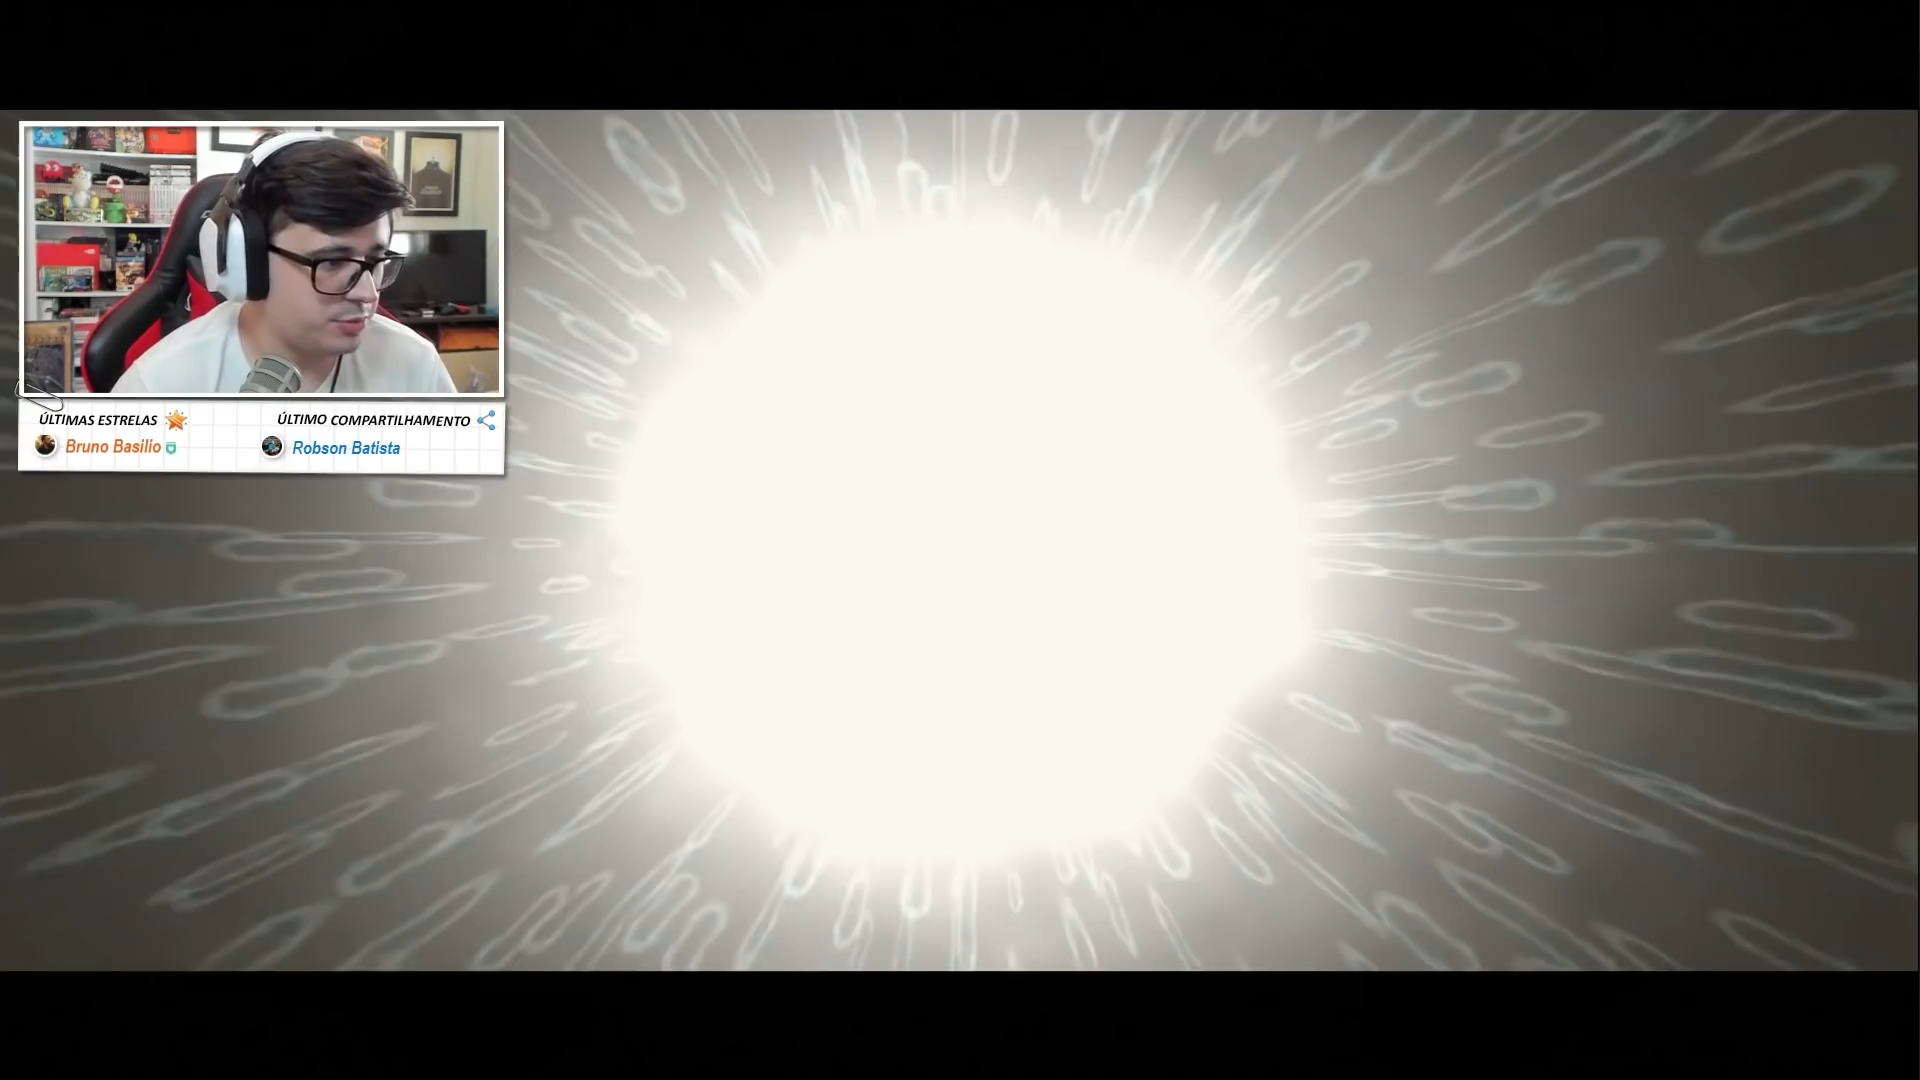 ÚLTIMAS ESTRELAS
ÚLTIMO COMPARTILHAMENTO
Bruno Basilio
Robson Batista